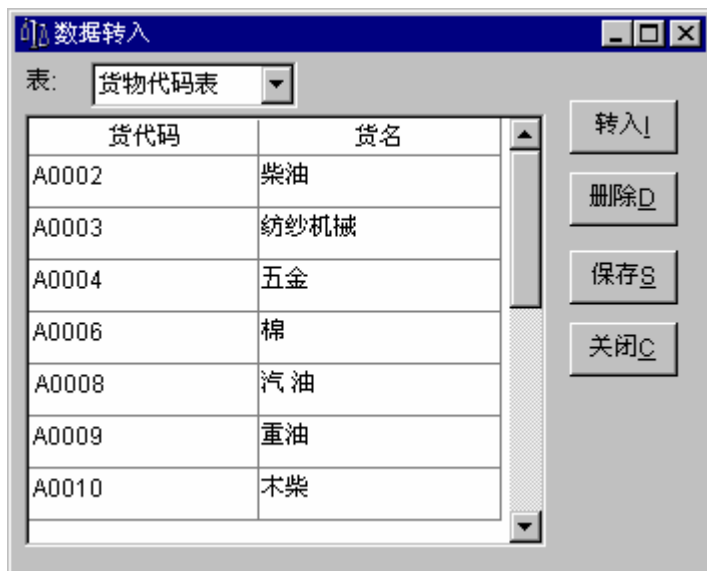 数据转入
表: 货物代码表
转入I
货代码 货名
A0002 柴油
删除D
A0003 纺纱机械
A0004 五金
保存S
A0006 棉
关闭C
A0008 汽 油
A0009 重油
A0010 木柴